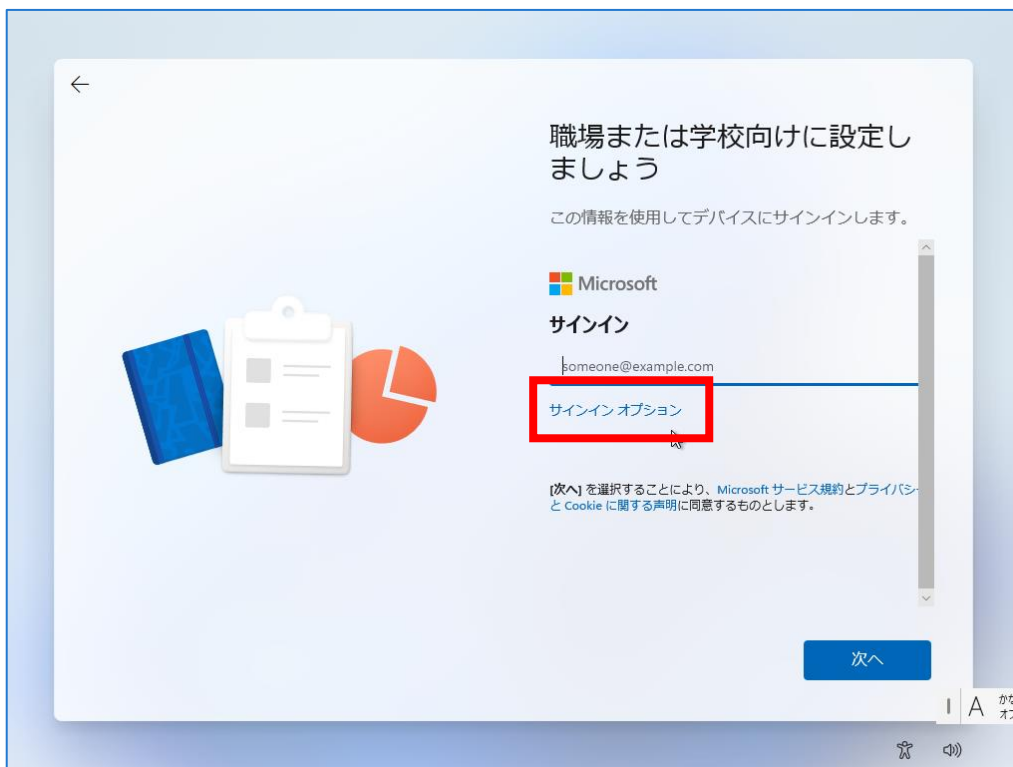 職場または学校向けに設定し
ましょう
この情報を使用してデバイスにサインインします。
Microsoft
サインイン
someone@example.com
サインイン オプション
[次へ] を選択することにより、Microsoft サービス規約とプライバシー
と Cookie に関する声明に同意するものとします。
次へ
A
かな
オフ